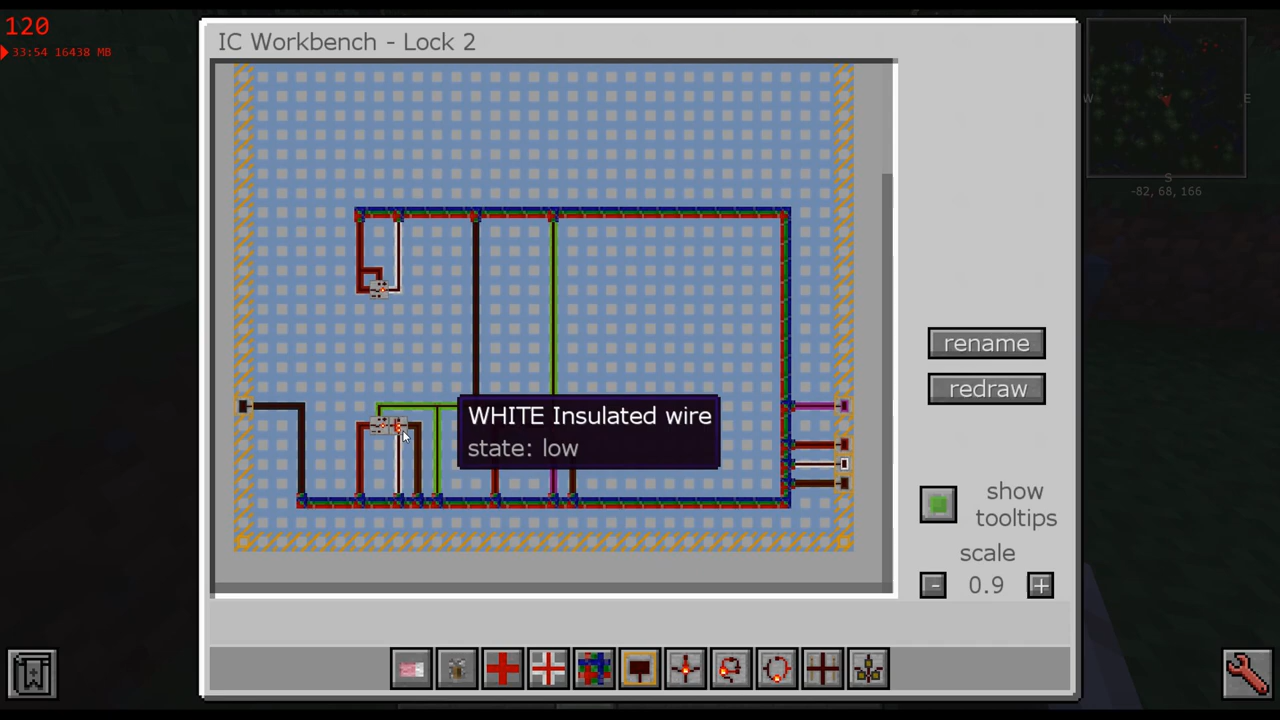 120
33:54 16438 MB
IC Workbench - Lock 2
N
W
E
S
-82, 68, 166
rename
WHITE Insulated wire
state: low
redraw
show
tooltips
scale
-
0.9
+